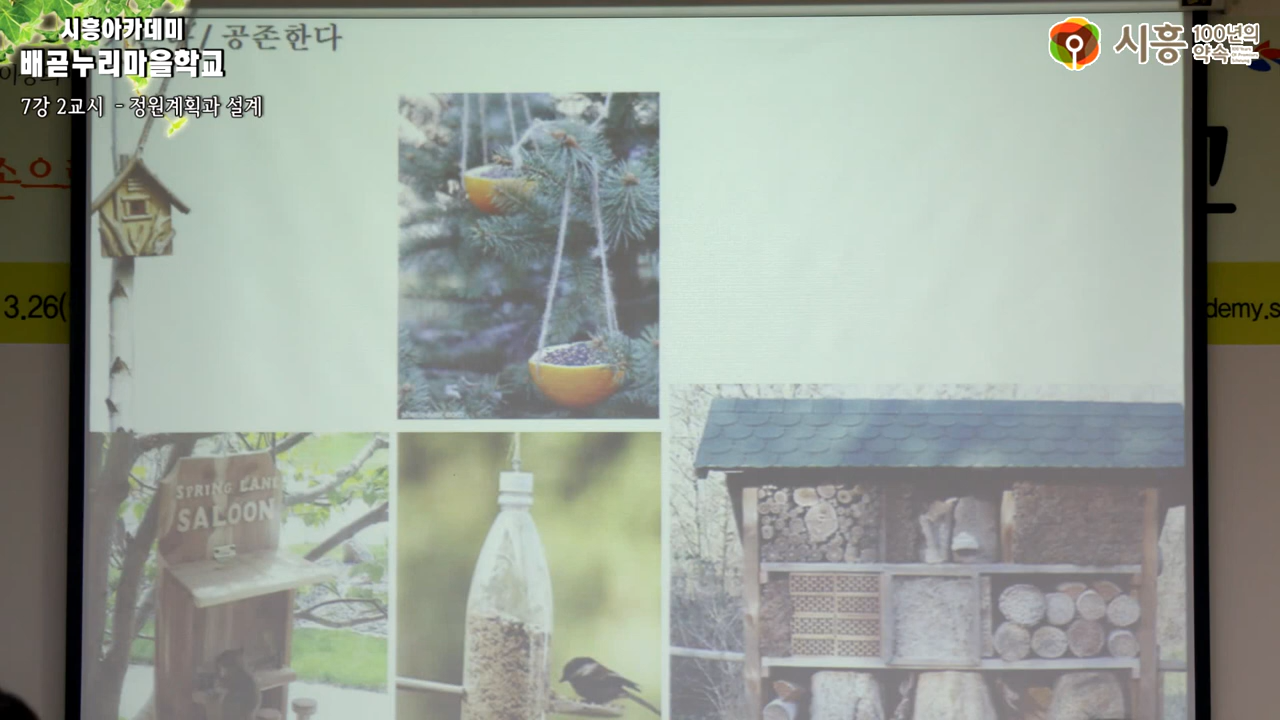 시흥아카데미
배곧누리마을학교
7강 2교시 - 정원계획과 설계
/ 공존한다
시흥 100년의 약속
3.26(
demy.s
SPRING LANE
SALOON